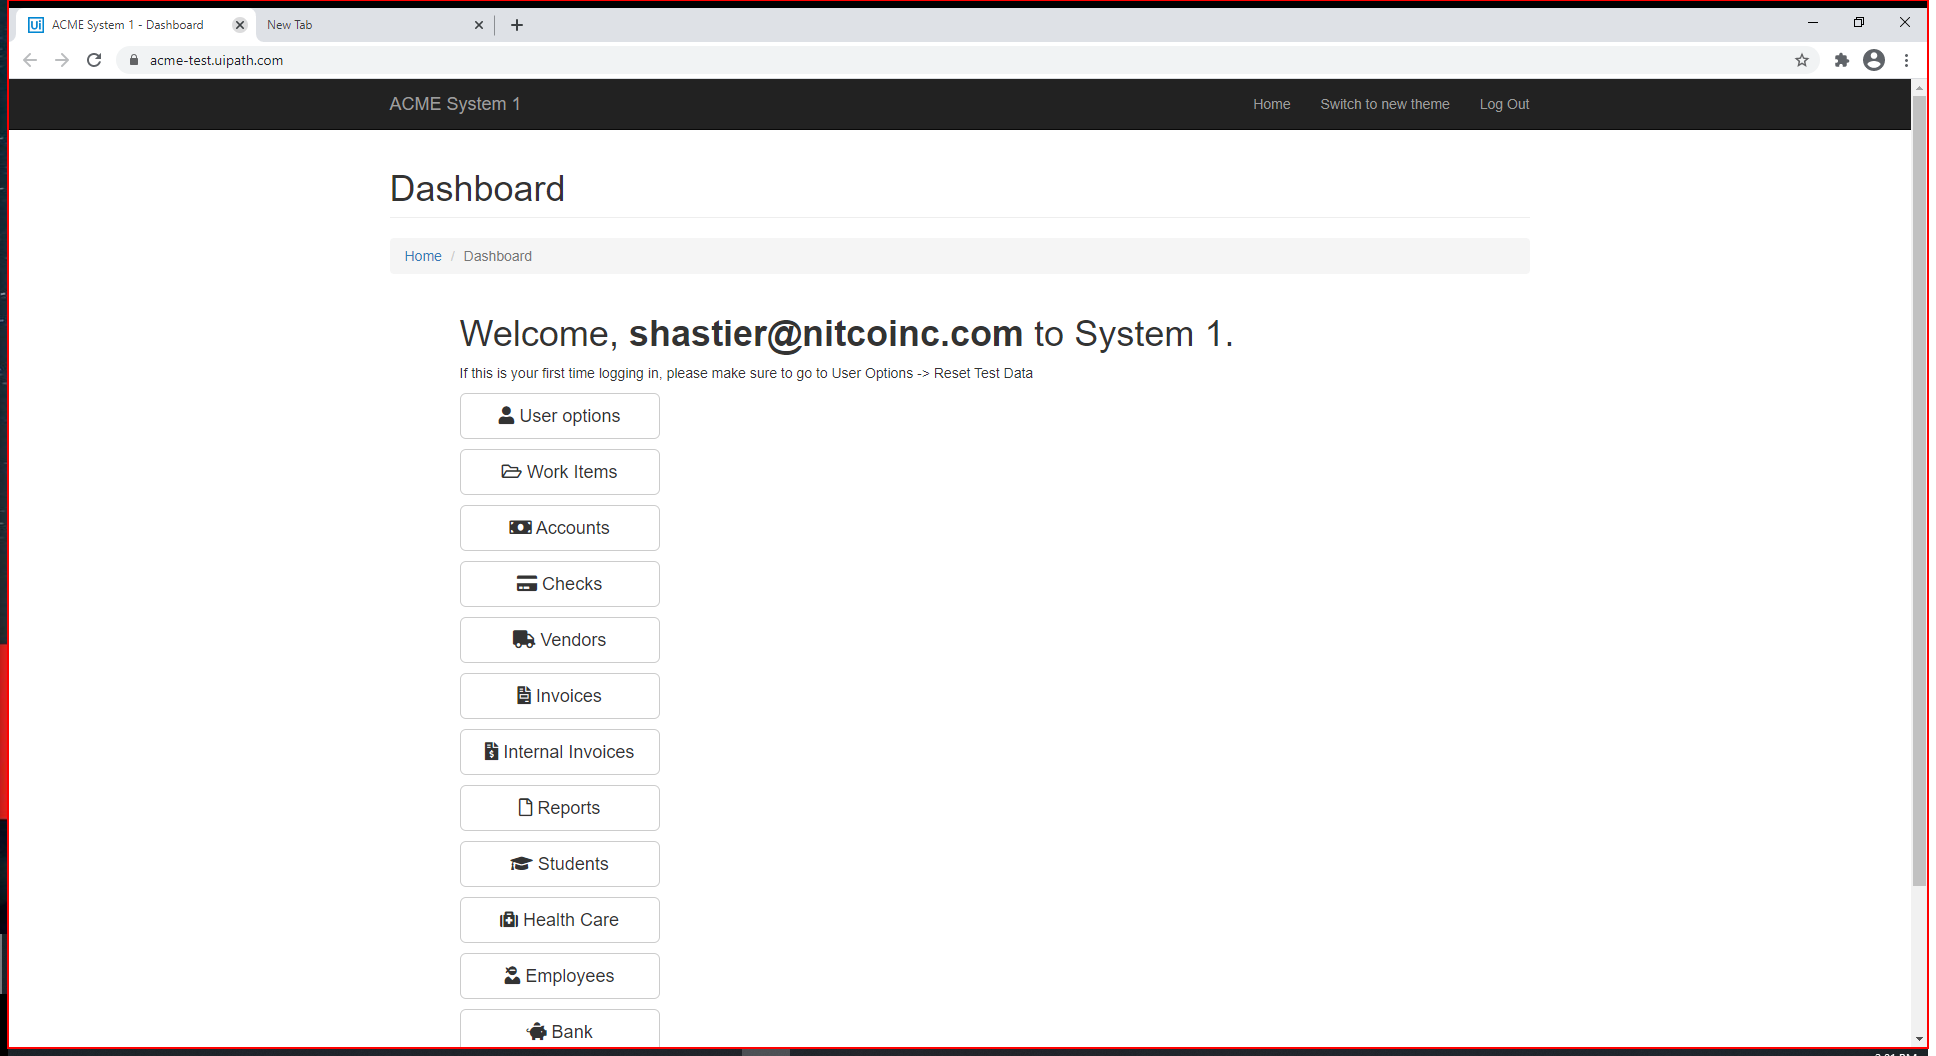 Ui ACME System 1 - Dashboard New Tab
acme-test.uipath.com
ACME System 1 Home Switch to new theme Log Out
Dashboard
Home / Dashboard
Welcome, shastier@nitcoinc.com to System 1.
If this is your first time logging in, please make sure to go to User Options -> Reset Test Data
User options
Work Items
Accounts
Checks
Vendors
Invoices
Internal Invoices
Reports
Students
Health Care
Employees
Bank